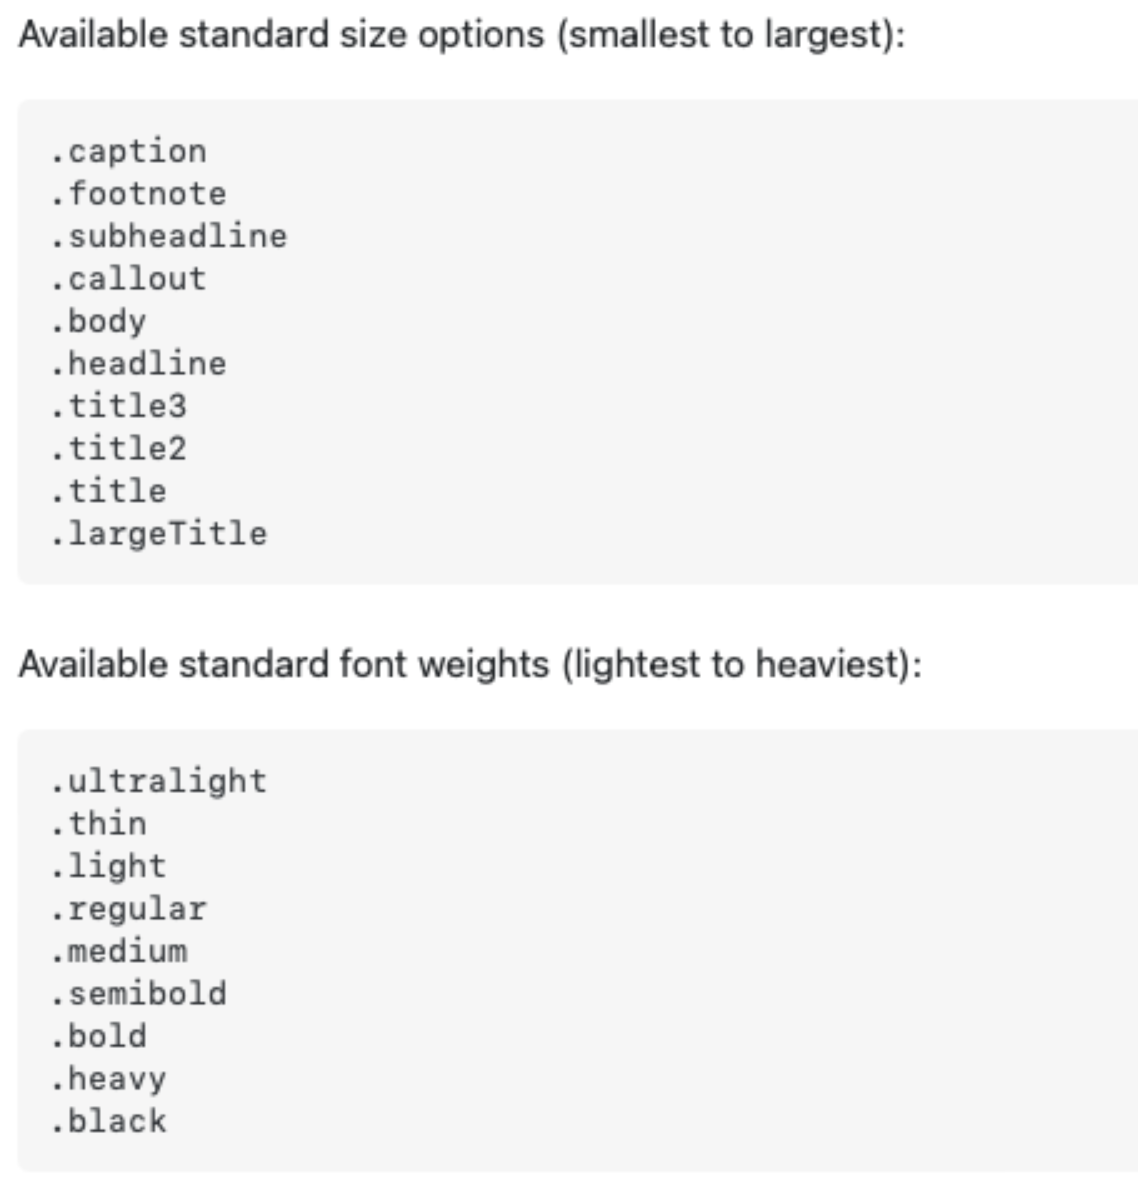 Available standard size options (smallest to largest):
.caption
.footnote
.subheadline
.callout
.body
.headline
.title3
.title2
.title
.largeTitle
Available standard font weights (lightest to heaviest):
.ultralight
.thin
.light
.regular
.medium
.semibold
.bold
.heavy
.black